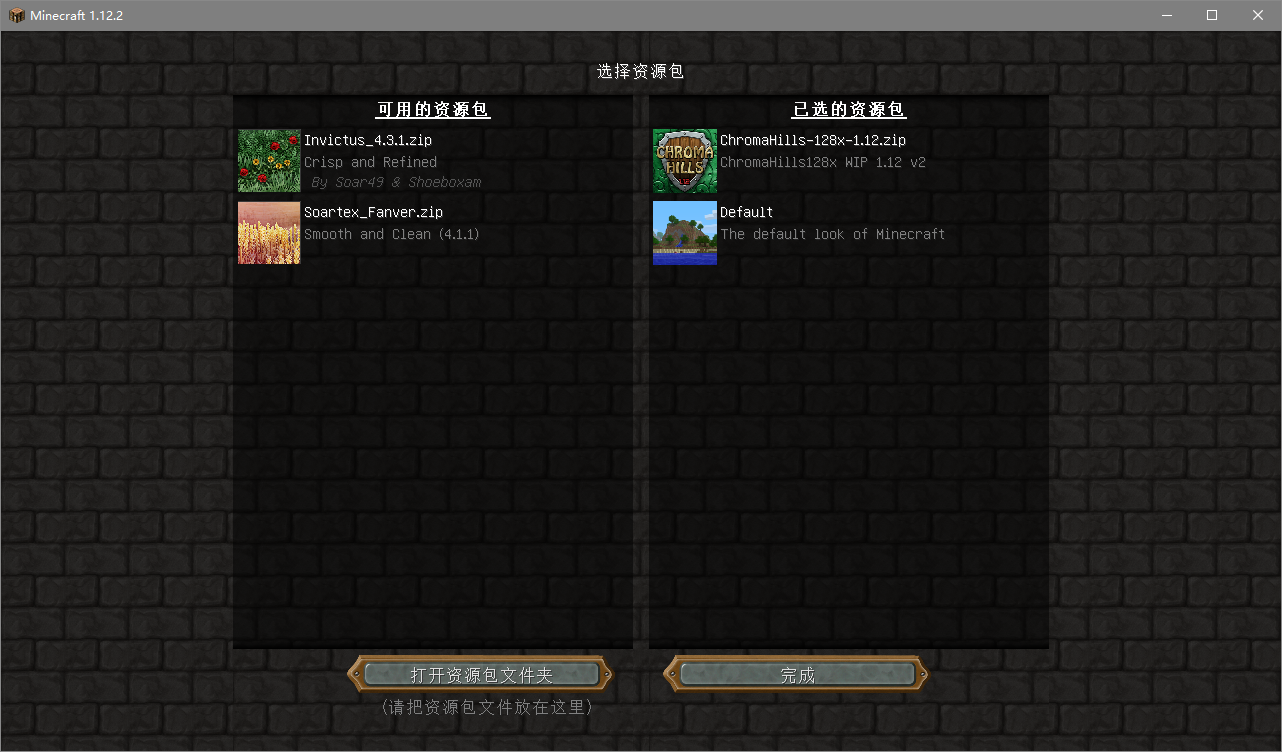 Minecraft 1.12.2
选择资源包
可用的资源包
Invictus_4.3.1.zip
Crisp and Refined
By Soar49 & Shoeboxam
Soartex_Fanver.zip
Smooth and Clean (4.1.1)
已选的资源包
CHROMA
HILLS
ChromaHills-128x-1.12.zip
ChromaHills128x WIP 1.12 v2
Default
The default look of Minecraft
打开资源包文件夹
完成
(请把资源包文件放在这里)